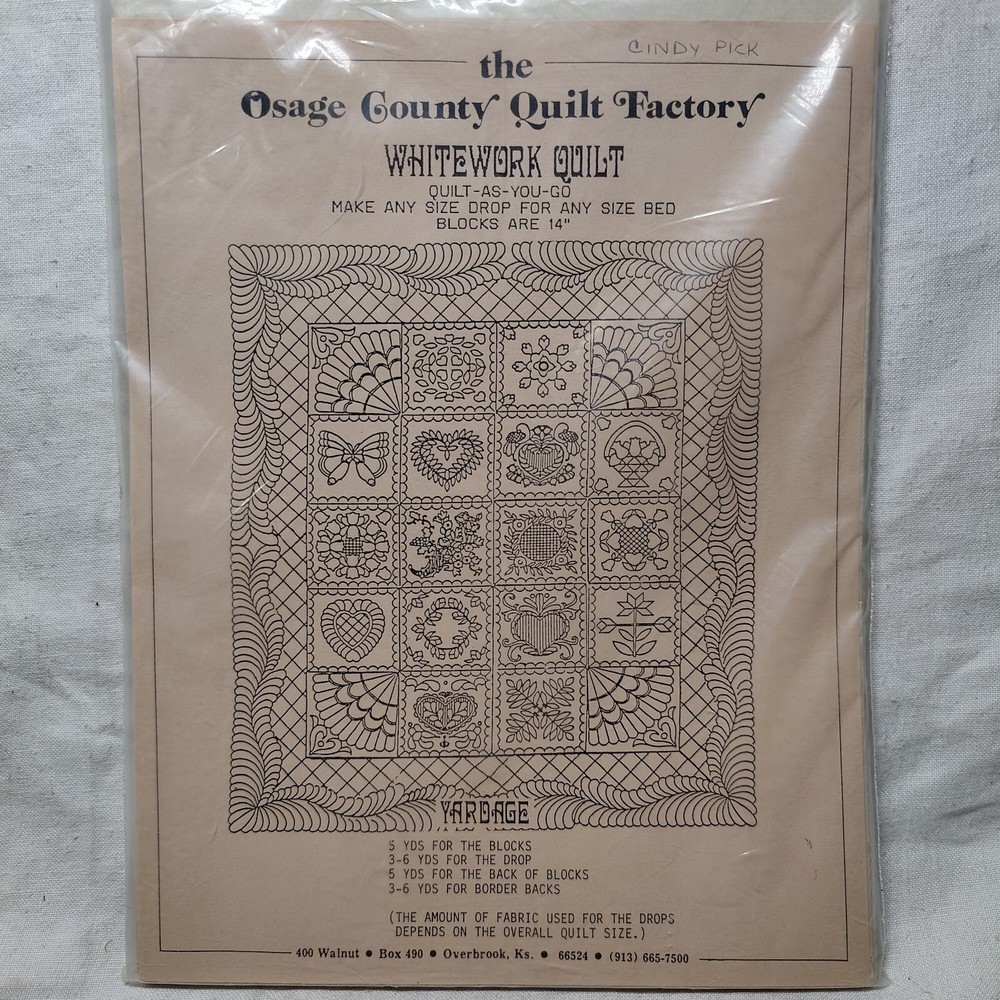 CINDY PICK
the
Osage County Quilt Factory
WHITEWORK QUILT
QUILT-AS-YOU-GO
MAKE ANY SIZE DROP FOR ANY SIZE BED
BLOCKS ARE 14"
YARDAGE
5 YDS FOR THE BLOCKS
3-6 YDS FOR THE DROP
5 YDS FOR THE BACK OF BLOCKS
3-6 YDS FOR BORDER BACKS
(THE AMOUNT OF FABRIC USED FOR THE DROPS
DEPENDS ON THE OVERALL QUILT SIZE.)
400 Walnut • Box 490 • Overbrook, Ks. • 66524 • (913) 665-7500